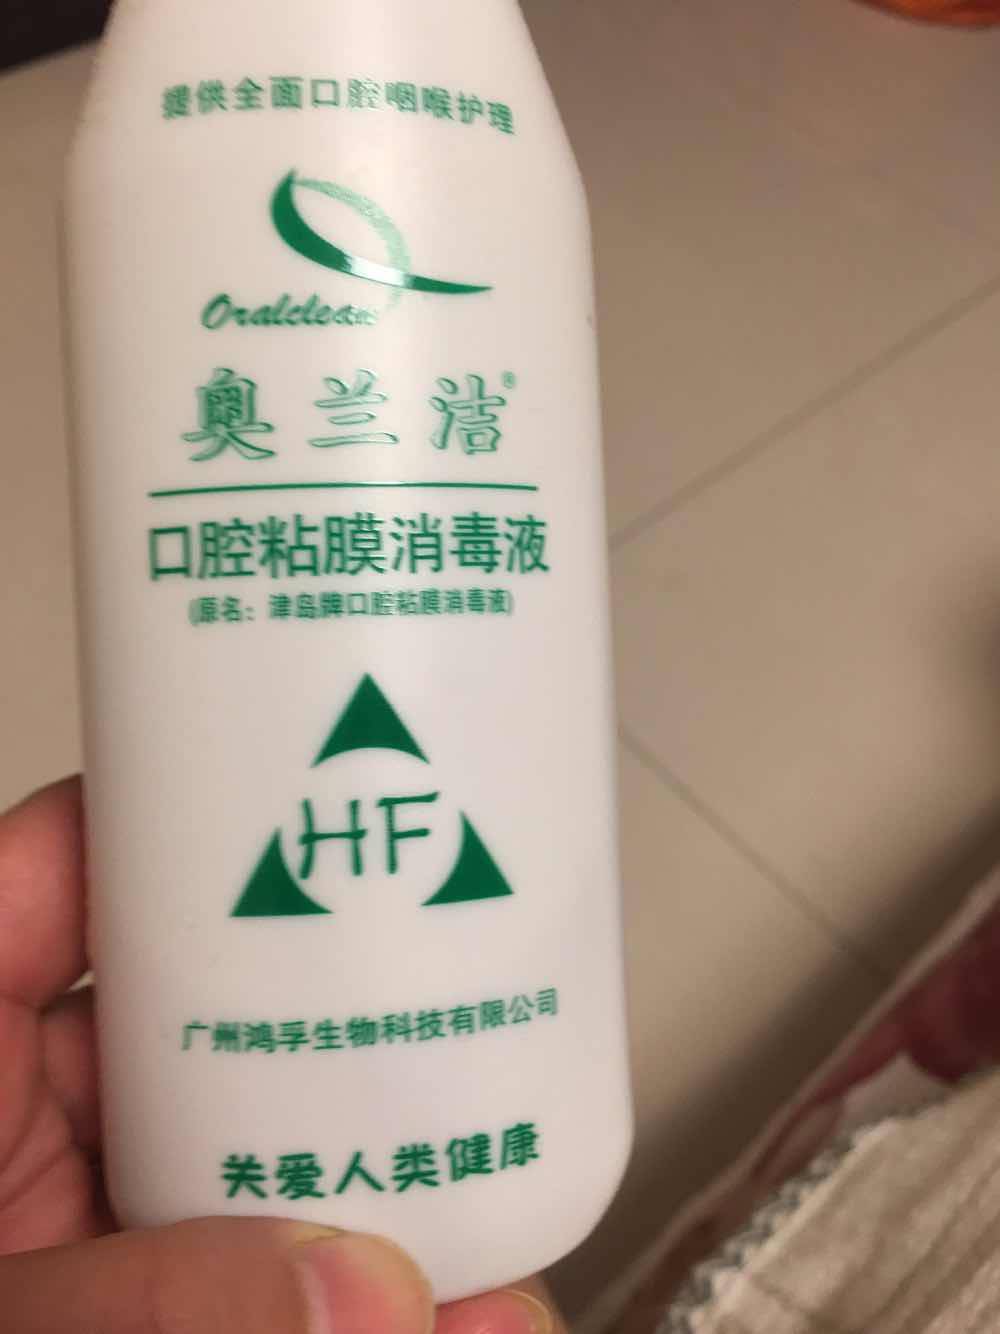 提供全面口腔咽喉护理
Oralclean
奥兰洁®
口腔粘膜消毒液
(原名：津岛牌口腔粘膜消毒液)
HF
广州鸿孚生物科技有限公司
关爱人类健康